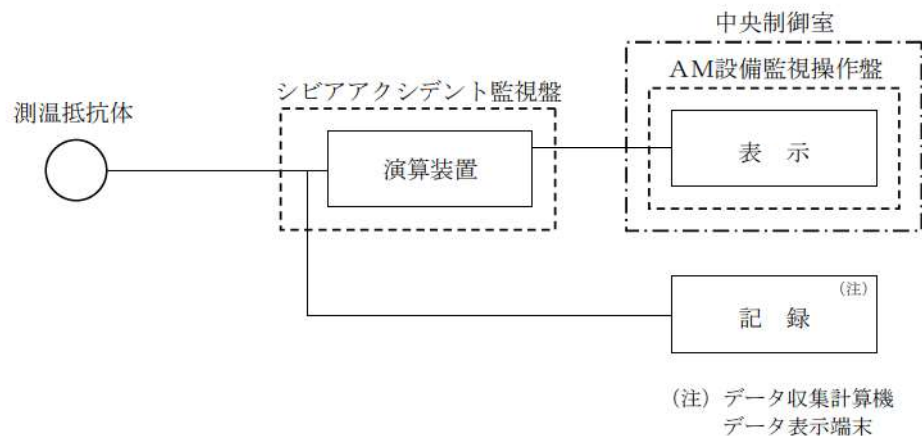 中央制御室
AM設備監視操作盤
シビアアクシデント監視盤
測温抵抗体
演算装置
表 示
(注)
記 録
(注) データ収集計算機
データ表示端末